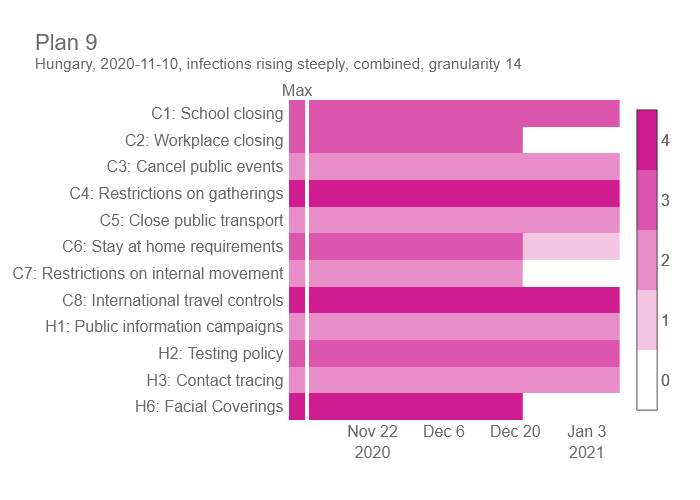 Plan 9
Hungary, 2020-11-10, infections rising steeply, combined, granularity 14
Max
C1: School closing
C2: Workplace closing
C3: Cancel public events
C4: Restrictions on gatherings
C5: Close public transport
C6: Stay at home requirements
C7: Restrictions on internal movement
C8: International travel controls
H1: Public information campaigns
H2: Testing policy
H3: Contact tracing
H6: Facial Coverings
Nov 22 Dec 6 Dec 20 Jan 3
2020 2021
4
3
2
1
0